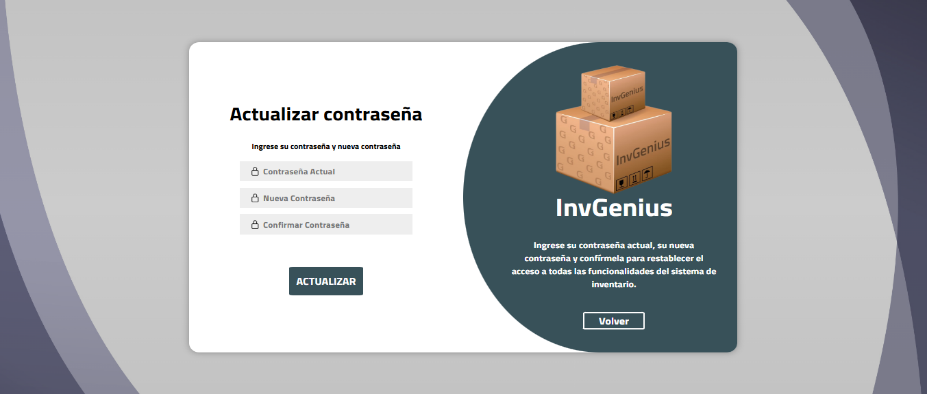 Actualizar contraseña
Ingrese su contraseña y nueva contraseña
Contraseña Actual
Nueva Contraseña
Confirmar Contraseña
ACTUALIZAR
InvGenius
InvGenius
InvGenius
Ingrese su contraseña actual, su nueva
contraseña y confírmela para restablecer el
acceso a todas las funcionalidades del sistema de
inventario.
Volver